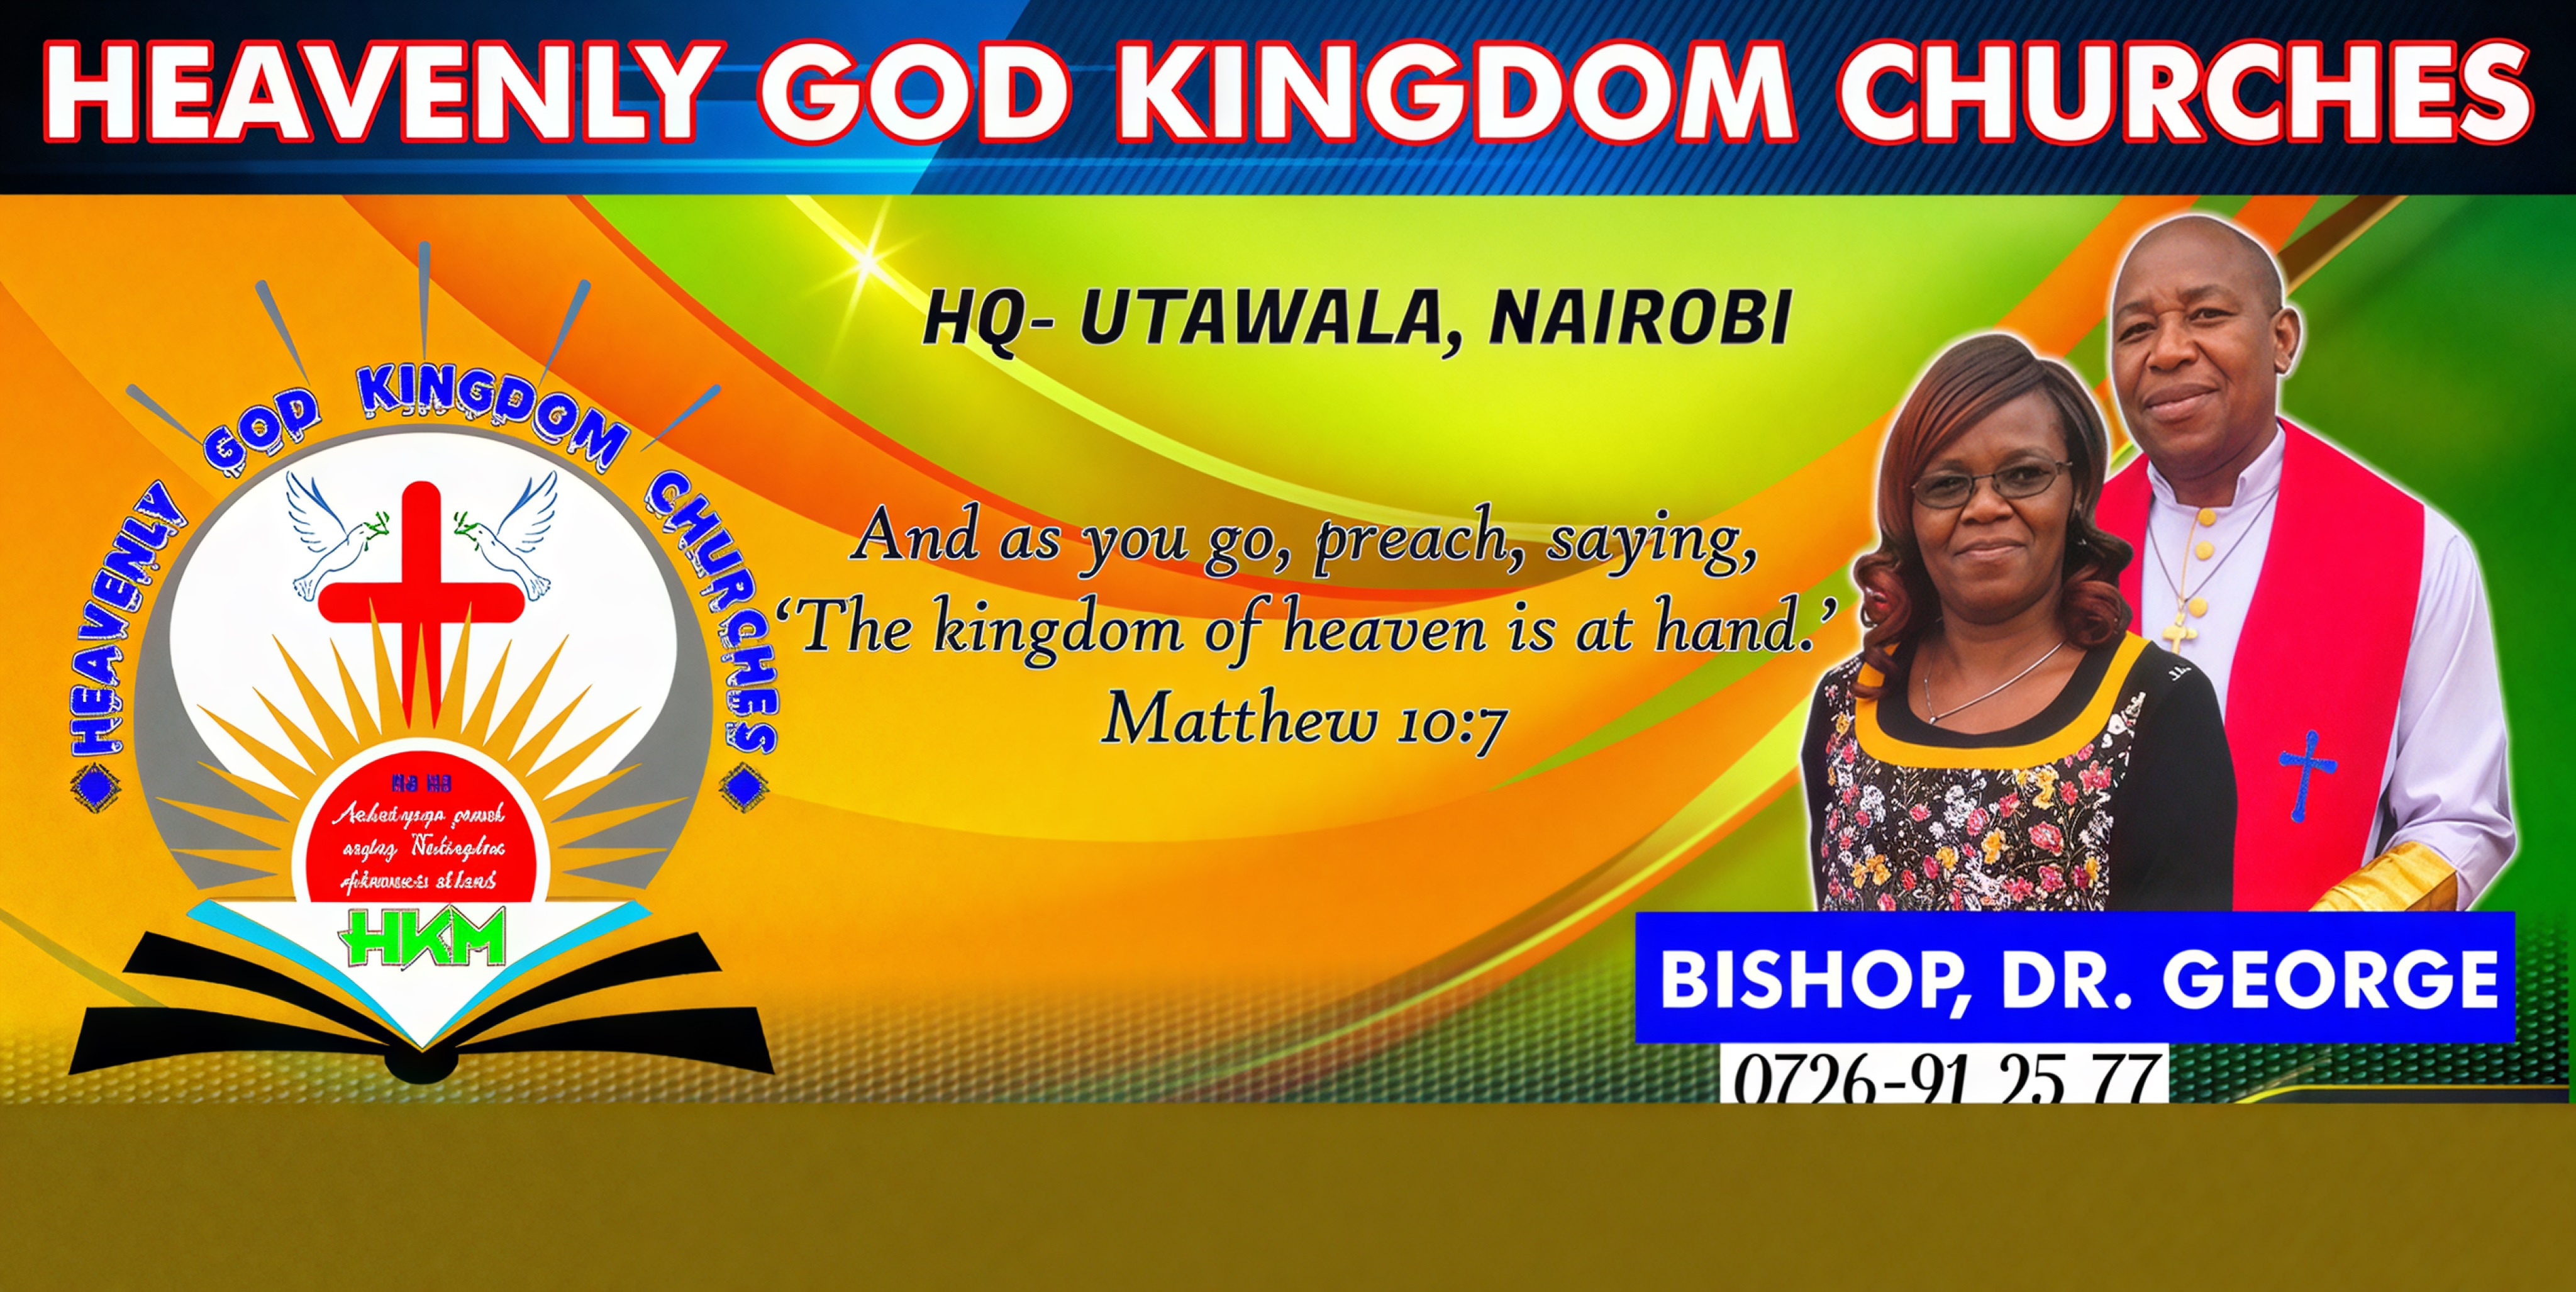 HEAVENLY GOD KINGDOM CHURCHES
HQ- UTAWALA, NAIROBI
HEAVENLY GOD KINGDOM CHURCHES
And as you go, preach, saying,
‘The kingdom of heaven is at hand.’
Matthew 10:7
HKM
BISHOP, DR. GEORGE
0726-91 25 77